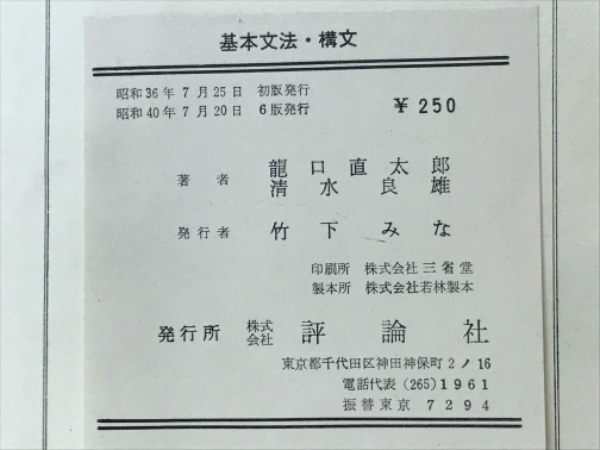 基本文法・構文
昭和36年7月25日 初版発行
昭和40年7月20日 6版発行
￥250
著者 龍口直太郎
清水良雄
発行者 竹下みな
印刷所 株式会社三省堂
製本所 株式会社若林製本
発行所 株式会社 評論社
東京都千代田区神田神保町2ノ16
電話代表(265)1961
振替東京 7294